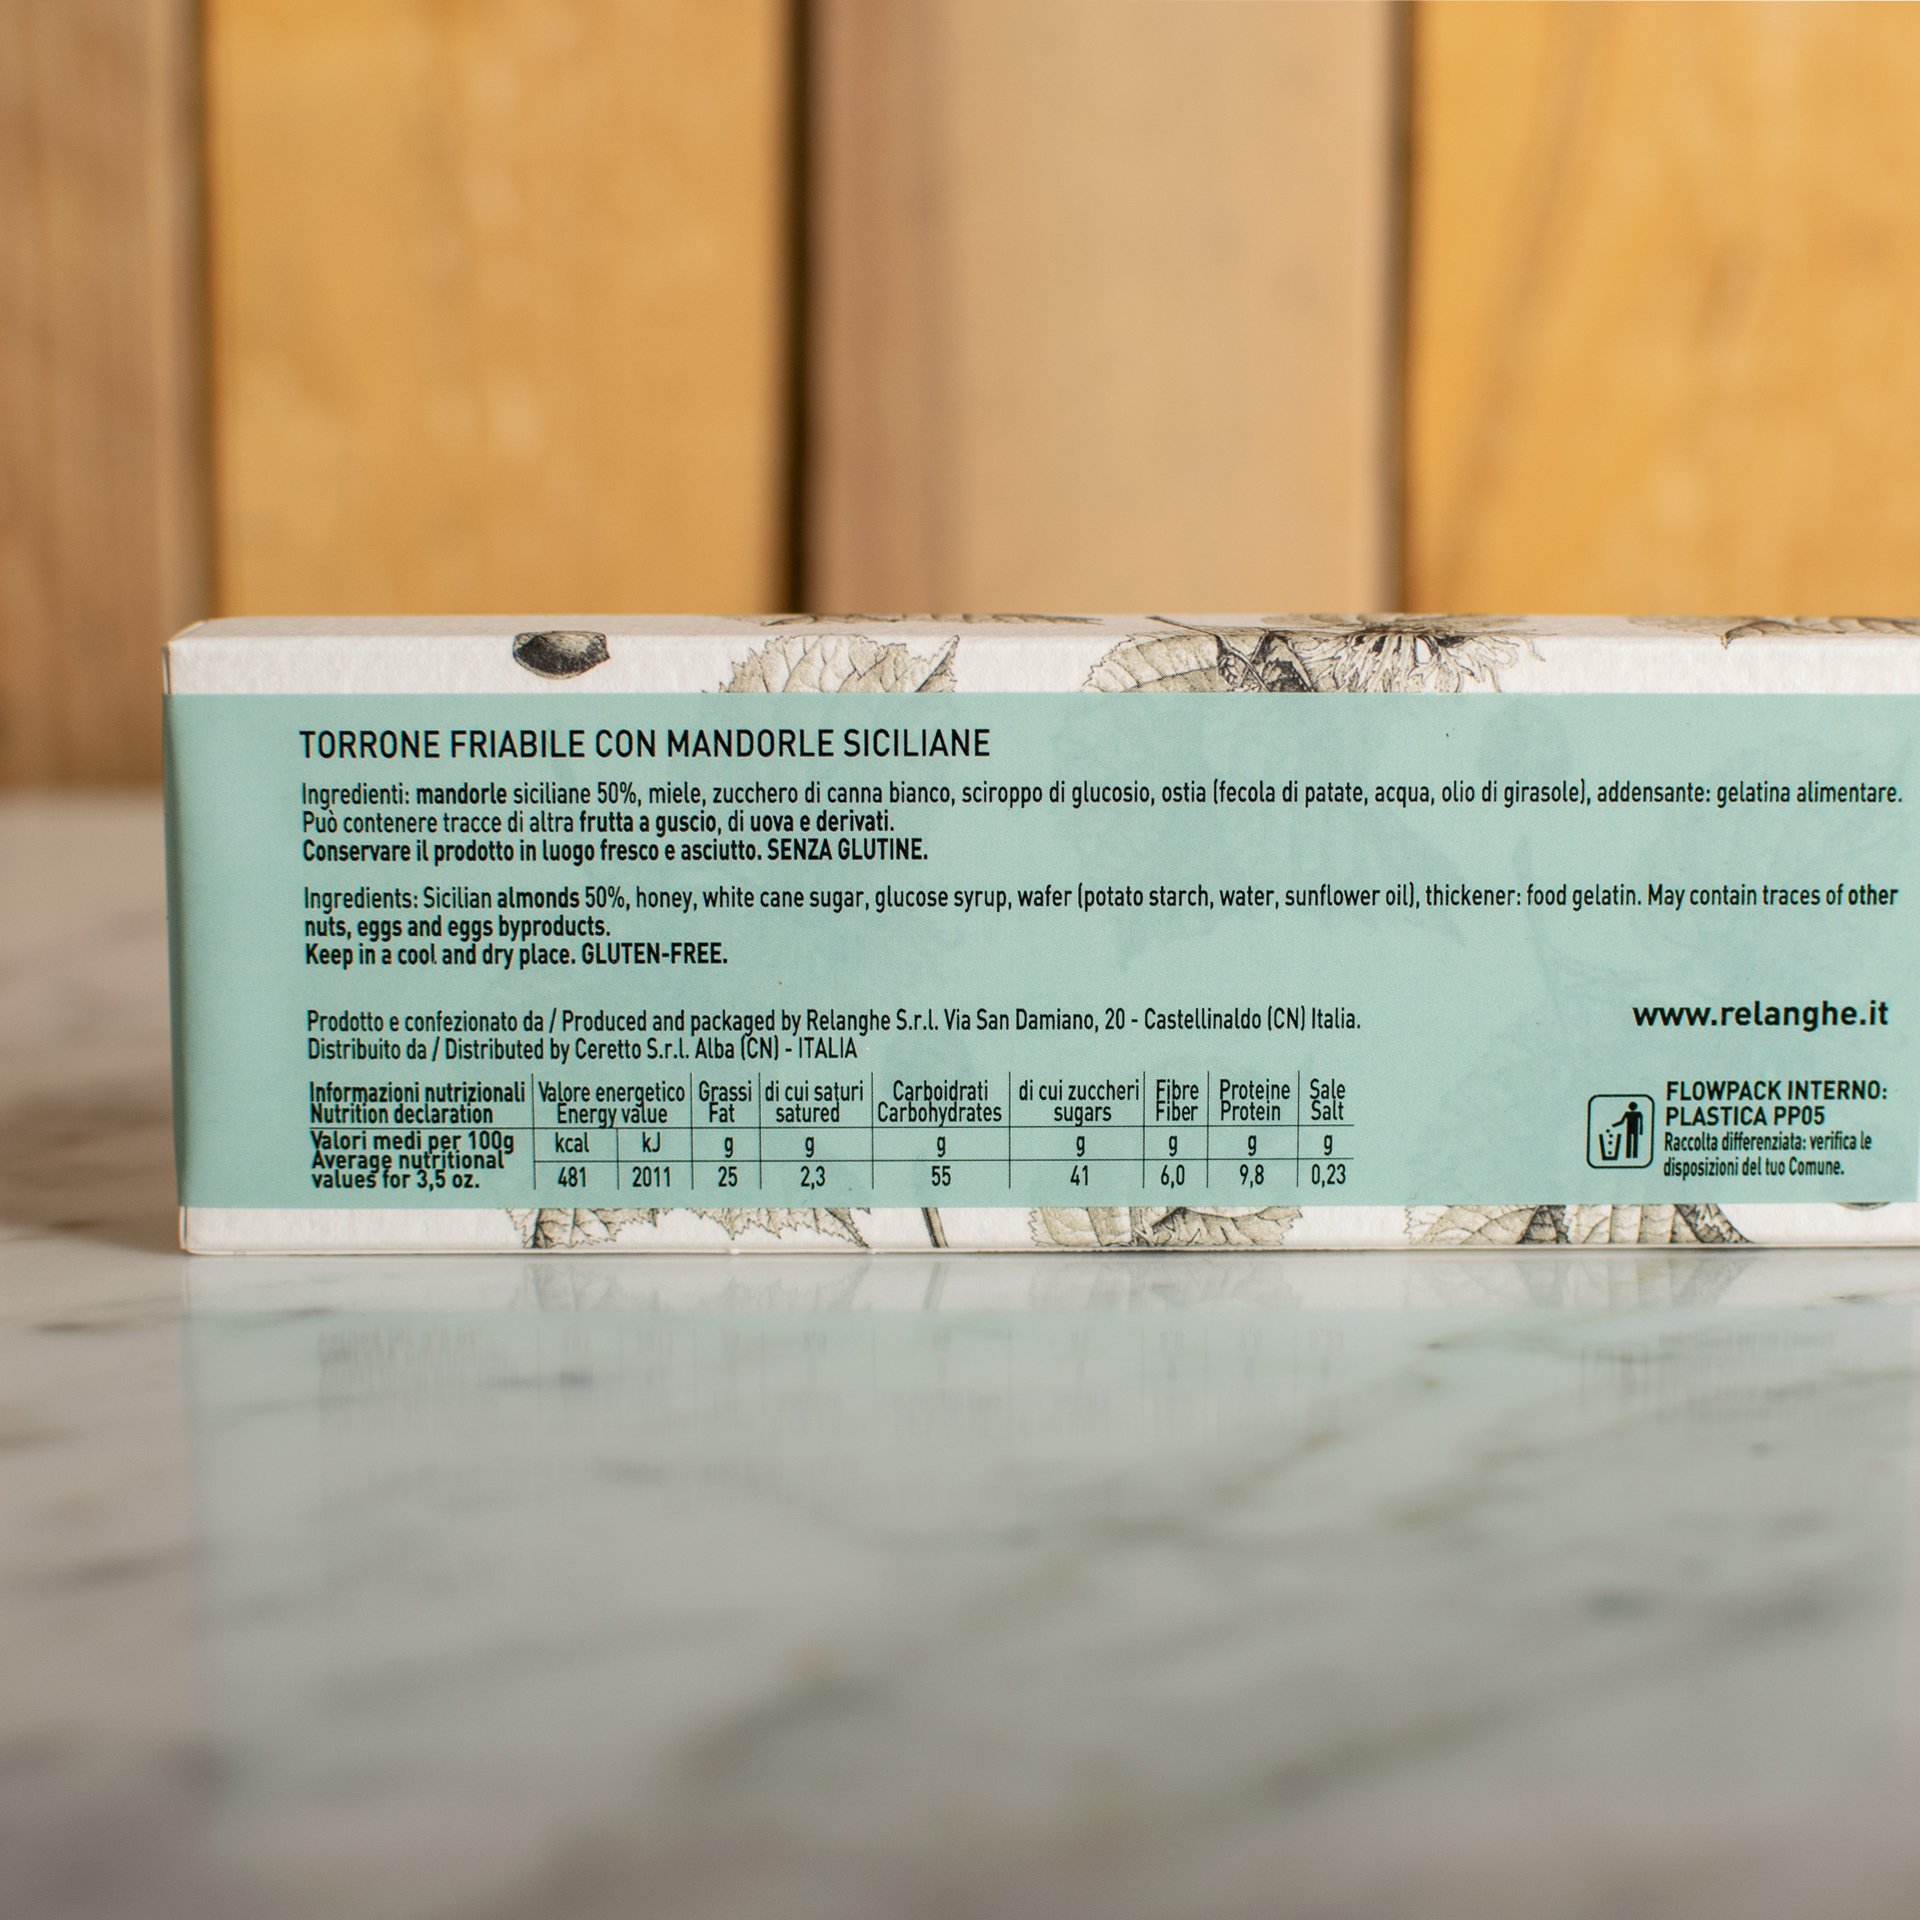 TORRONE FRIABILE CON MANDORLE SICILIANE
Ingredienti: mandorle siciliane 50%, miele, zucchero di canna bianco, sciroppo di glucosio, ostia (fecola di patate, acqua, olio di girasole), addensante: gelatina alimentare.
Può contenere tracce di altra frutta a guscio, di uova e derivati.
Conservare il prodotto in luogo fresco e asciutto. SENZA GLUTINE.
Ingredients: Sicilian almonds 50%, honey, white cane sugar, glucose syrup, wafer (potato starch, water, sunflower oil), thickener: food gelatin. May contain traces of other
nuts, eggs and eggs byproducts.
Keep in a cool and dry place. GLUTEN-FREE.
Prodotto e confezionato da / Produced and packaged by Relanghe S.r.l. Via San Damiano, 20 - Castellinaldo (CN) Italia.
Distribuito da / Distributed by Ceretto S.r.l. Alba (CN) - ITALIA
www.relanghe.it
Informazioni nutrizionali Valore energetico Grassi di cui saturi Carboidrati di cui zuccheri Fibre Proteine Sale
Nutrition declaration Energy value Fat satured Carbohydrates sugars Fiber Protein Salt
Valori medi per 100g kcal kJ g g g g g g g
Average nutritional
values for 3,5 oz. 481 2011 25 2,3 55 41 6,0 9,8 0,23
FLOWPACK INTERNO:
PLASTICA PP05
Raccolta differenziata: verifica le
disposizioni del tuo Comune.